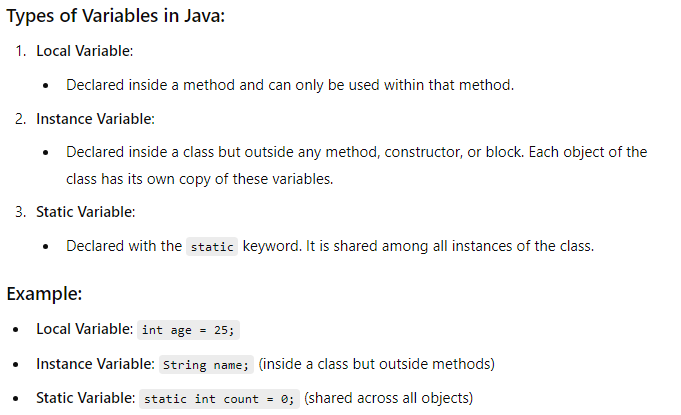 Types of Variables in Java:
1. Local Variable:
• Declared inside a method and can only be used within that method.
2. Instance Variable:
• Declared inside a class but outside any method, constructor, or block. Each object of the
class has its own copy of these variables.
3. Static Variable:
• Declared with the static keyword. It is shared among all instances of the class.
Example:
• Local Variable: int age = 25;
• Instance Variable: String name; (inside a class but outside methods)
• Static Variable: static int count = 0; (shared across all objects)